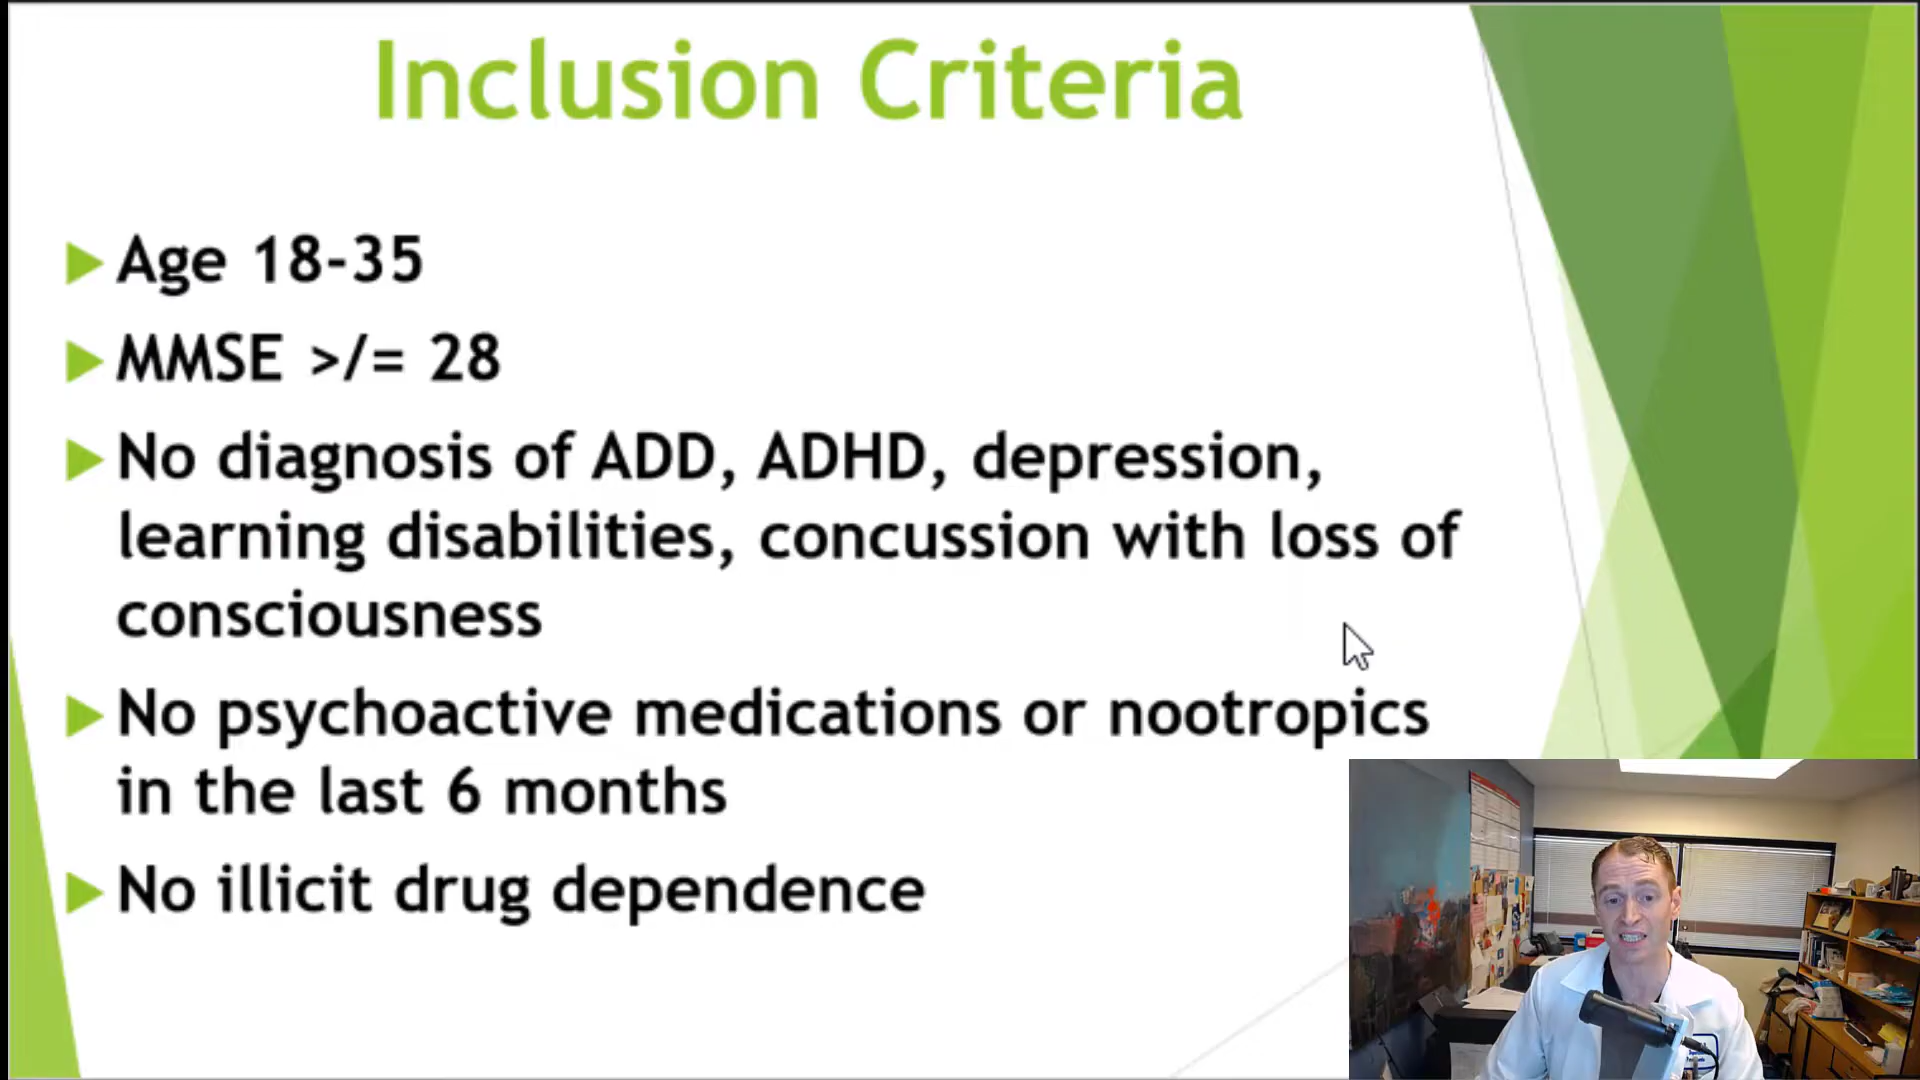 Inclusion Criteria
Age 18-35
MMSE >/= 28
No diagnosis of ADD, ADHD, depression,
learning disabilities, concussion with loss of
consciousness
No psychoactive medications or nootropics
in the last 6 months
No illicit drug dependence